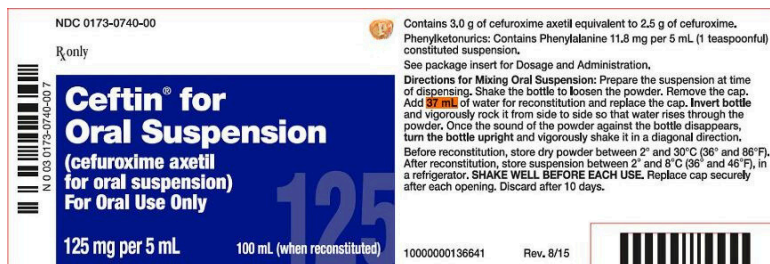 NDC 0173-0740-00
℞ only
N 03 0173-0740-00 7
Ceftin® for
Oral Suspension
(cefuroxime axetil
for oral suspension)
For Oral Use Only
125
125 mg per 5 mL
100 mL (when reconstituted)
Contains 3.0 g of cefuroxime axetil equivalent to 2.5 g of cefuroxime.
Phenylketonurics: Contains Phenylalanine 11.8 mg per 5 mL (1 teaspoonful)
constituted suspension.
See package insert for Dosage and Administration.
Directions for Mixing Oral Suspension: Prepare the suspension at time
of dispensing. Shake the bottle to loosen the powder. Remove the cap.
Add 37 mL of water for reconstitution and replace the cap. Invert bottle
and vigorously rock it from side to side so that water rises through the
powder. Once the sound of the powder against the bottle disappears,
turn the bottle upright and vigorously shake it in a diagonal direction.
Before reconstitution, store dry powder between 2° and 30°C (36° and 86°F).
After reconstitution, store suspension between 2° and 8°C (36° and 46°F), in
a refrigerator. SHAKE WELL BEFORE EACH USE. Replace cap securely
after each opening. Discard after 10 days.
10000000136641
Rev. 8/15